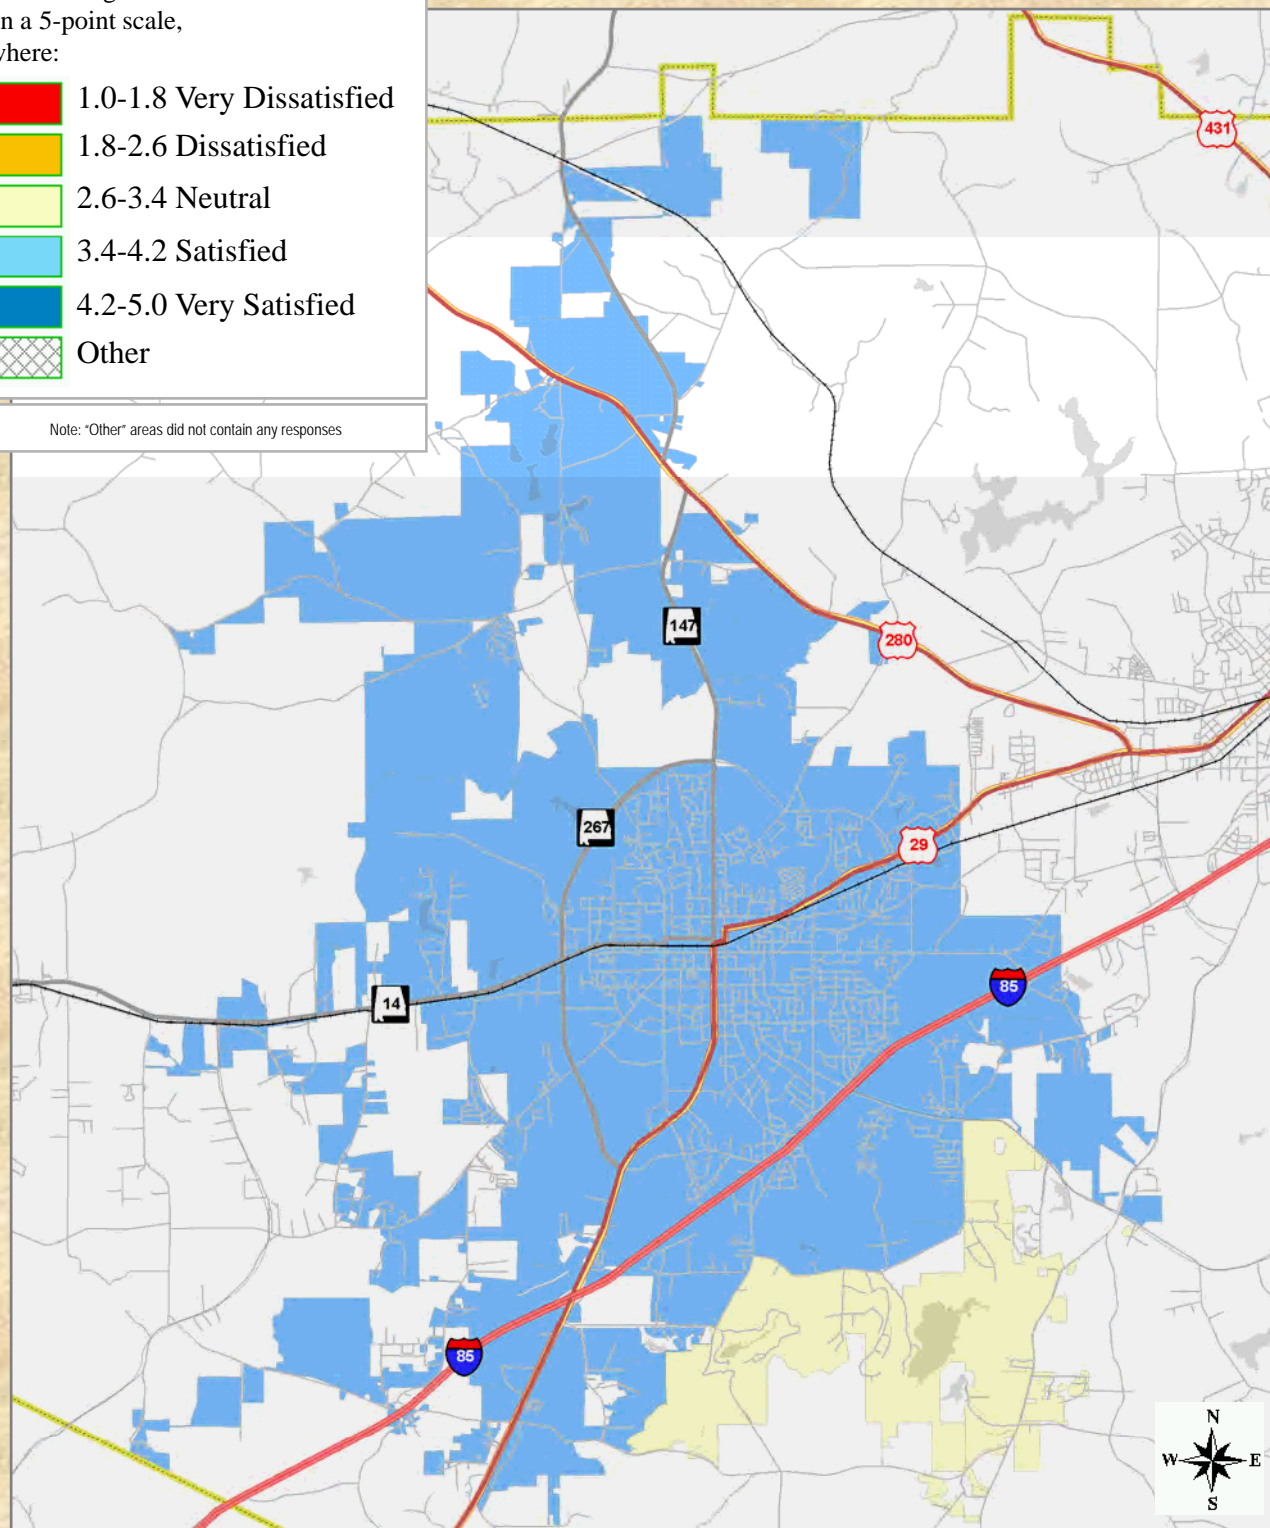 n a 5-point scale,
where:
1.0-1.8 Very Dissatisfied
1.8-2.6 Dissatisfied
2.6-3.4 Neutral
3.4-4.2 Satisfied
4.2-5.0 Very Satisfied
Other
Note: "Other" areas did not contain any responses
431
147
280
267
29
14
85
85
N
W E
S